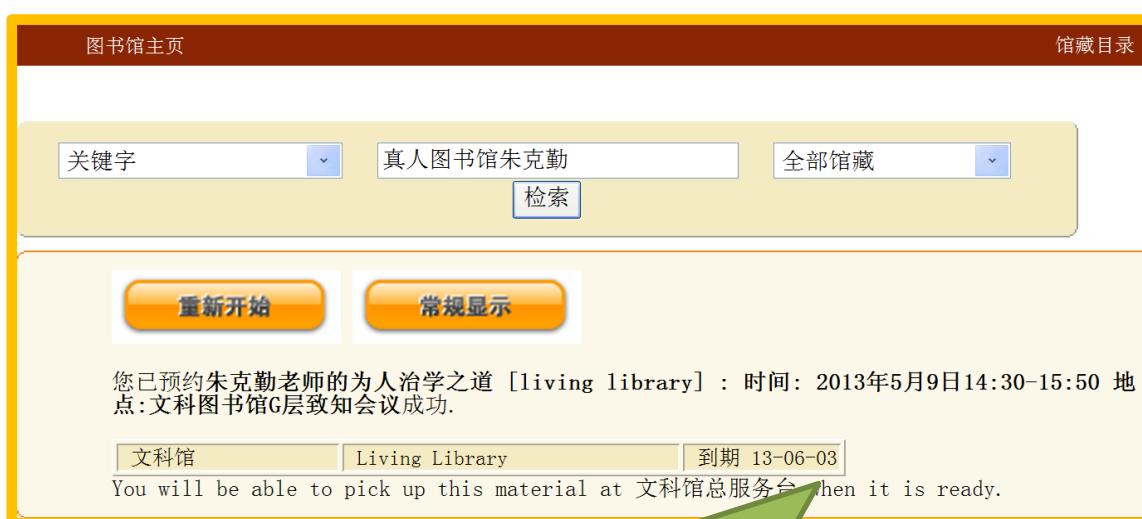 图书馆主页 馆藏目录
关键字 真人图书馆朱克勤 全部馆藏
检索
重新开始 常规显示
您已预约朱克勤老师的为人治学之道 [living library] : 时间: 2013年5月9日14:30-15:50 地
点:文科图书馆G层致知会议成功.
文科馆 Living Library 到期 13-06-03
You will be able to pick up this material at 文科馆总服务台 when it is ready.